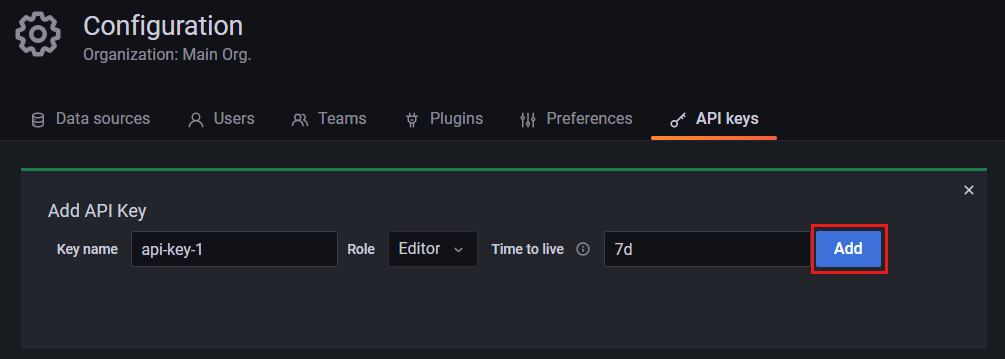 Configuration
Organization: Main Org.
Data sources Users Teams Plugins Preferences API keys
Add API Key
Key name api-key-1 Role Editor Time to live 7d Add